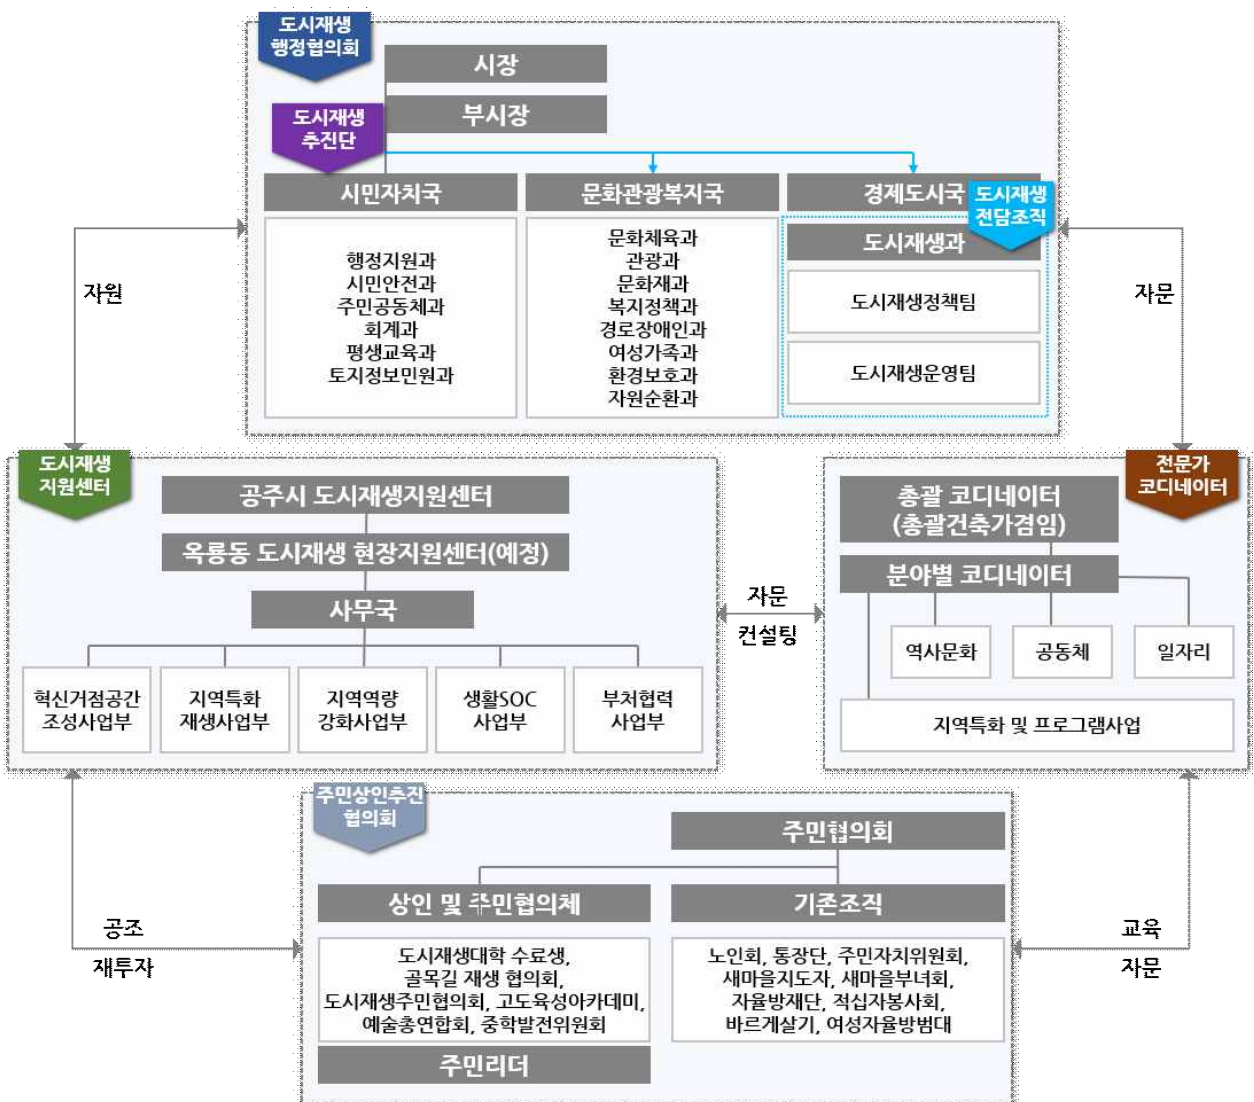 도시재생
행정협의회
시장
부시장
도시재생
추진단
시민자치국
문화관광복지국
경제도시국
도시재생
전담조직
행정지원과
시민안전과
주민공동체과
회계과
평생교육과
토지정보민원과
문화체육과
관광과
문화재과
복지정책과
경로장애인과
여성가족과
환경보호과
자원순환과
도시재생과
도시재생정책팀
도시재생운영팀
자원
자문
도시재생
지원센터
공주시 도시재생지원센터
옥룡동 도시재생 현장지원센터(예정)
사무국
혁신거점공간
조성사업부
지역특화
재생사업부
지역역량
강화사업부
생활SOC
사업부
부처협력
사업부
자문
컨설팅
전문가
코디네이터
총괄 코디네이터
(총괄건축가겸임)
분야별 코디네이터
역사문화
공동체
일자리
지역특화 및 프로그램사업
주민상인추진
협의회
주민협의회
상인 및 주민협의체
기존조직
도시재생대학 수료생,
골목길 재생 협의회,
도시재생주민협의회, 고도육성아카데미,
예술총연합회, 중학발전위원회
주민리더
노인회, 통장단, 주민자치위원회,
새마을지도자, 새마을부녀회,
자율방재단, 적십자봉사회,
바르게살기, 여성자율방범대
공조
재투자
교육
자문